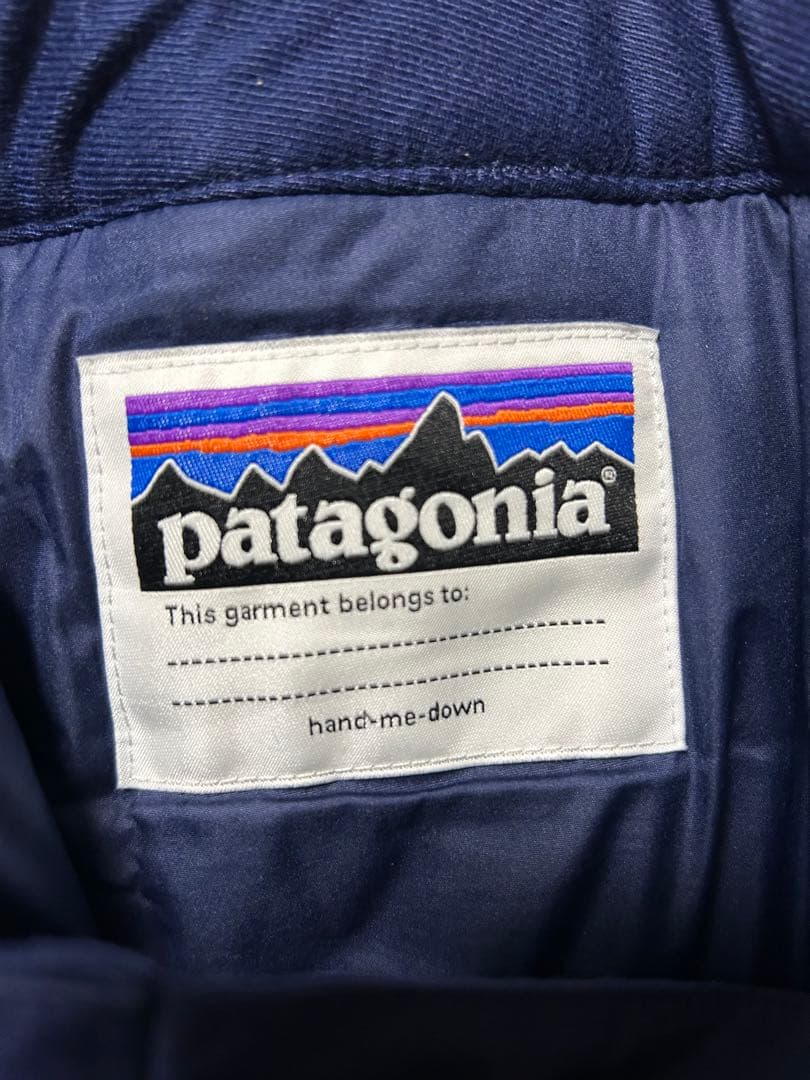 patagonia®
This garment belongs to:
hand-me-down